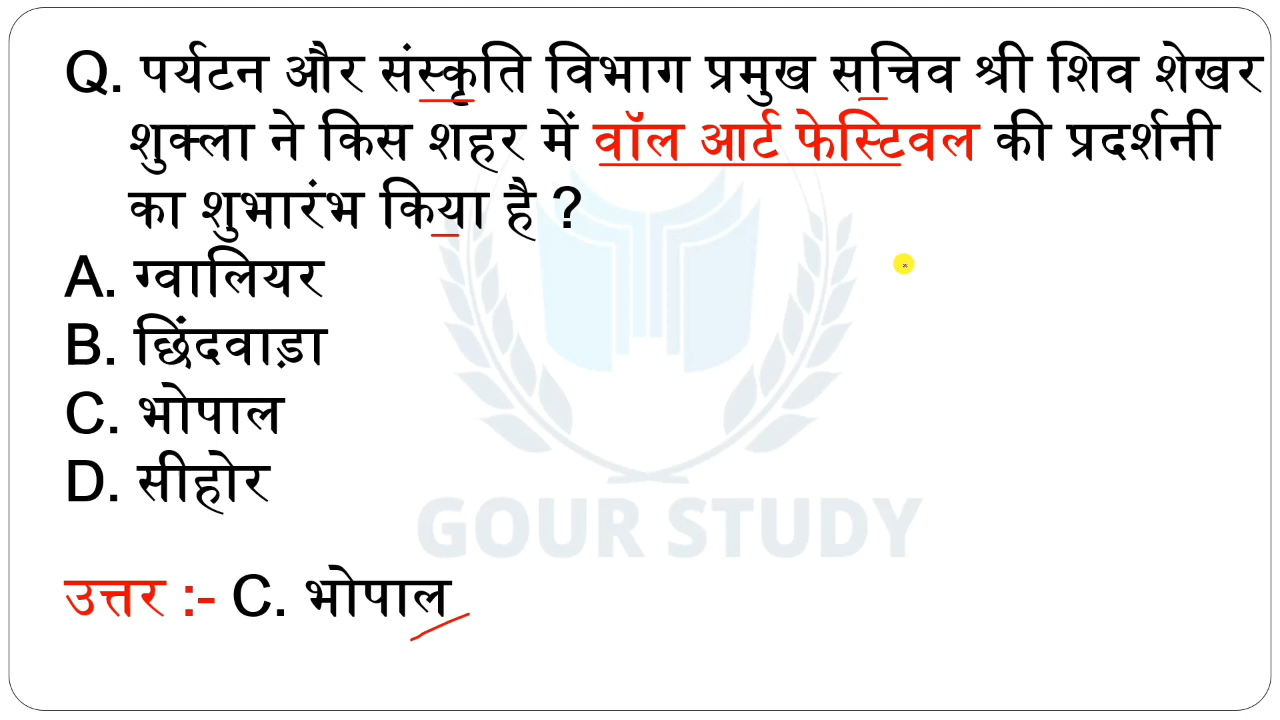 Q. पर्यटन और संस्कृति विभाग प्रमुख सचिव श्री शिव शेखर
शुक्ला ने किस शहर में वॉल आर्ट फेस्टिवल की प्रदर्शनी
का शुभारंभ किया है ?
A. ग्वालियर
B. छिंदवाड़ा
C. भोपाल
D. सीहोर
GOUR STUDY
उत्तर :- C. भोपाल